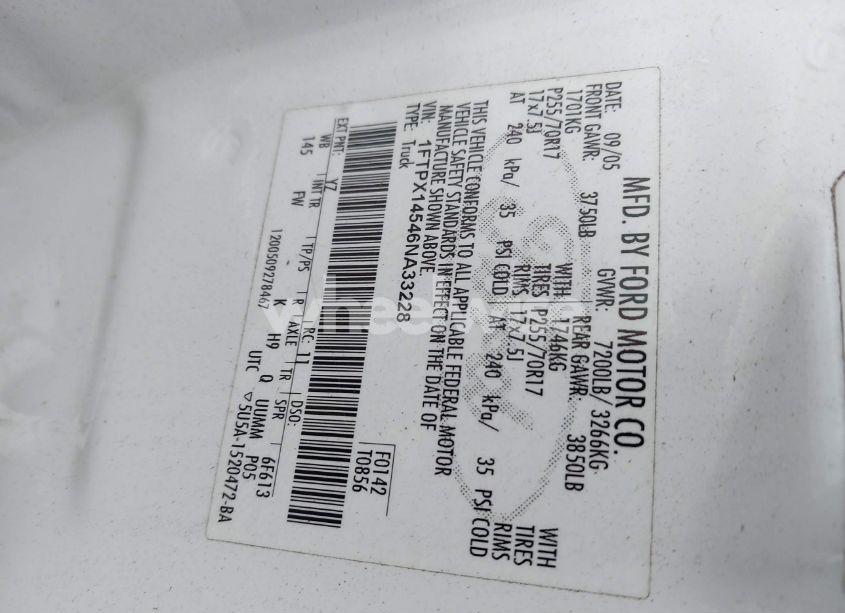 MFD. BY FORD MOTOR CO.
DATE: 09/05 GVWR: 7200LB/ 3266KG
FRONT GAWR: 3750LB REAR GAWR: 3850LB
1701KG WITH 1746KG WITH
P255/70R17 TIRES P255/70R17 TIRES
17x7.5J RIMS 17x7.5J RIMS
AT 240 kPa/ 35 PSI COLD AT 240 kPa/ 35 PSI COLD
THIS VEHICLE CONFORMS TO ALL APPLICABLE FEDERAL MOTOR
VEHICLE SAFETY STANDARDS IN EFFECT ON THE DATE OF
MANUFACTURE SHOWN ABOVE.
VIN: 1FTPX14546NA33228
TYPE: Truck
F0142
T0856
EXT PNT: YZ RC: 11 DSO:
WB INT TR TP/PS R AXLE TR SPR
145 FW K H9 Q UUMM 6F613
1200509278467 UTC P05
▽5U5A-1520472-BA